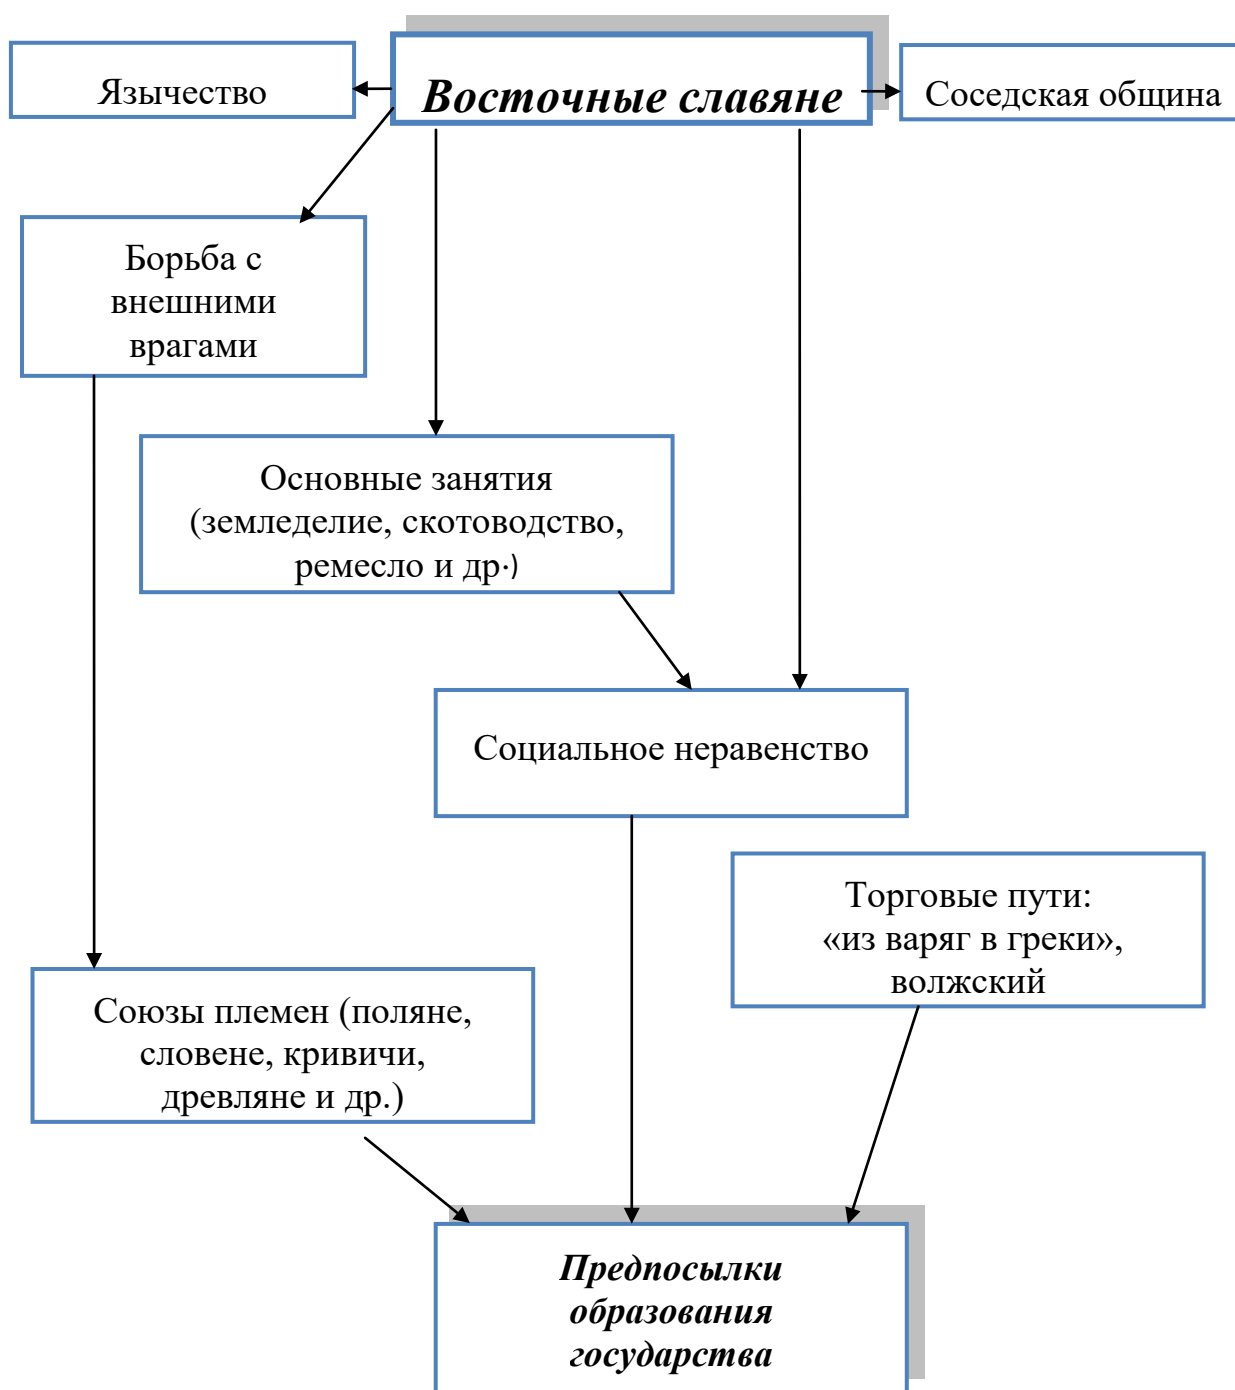 Язычество
Восточные славяне
Соседская община
Борьба с
внешними
врагами
Основные занятия
(земледелие, скотоводство,
ремесло и др·)
Социальное неравенство
Торговые пути:
«из варяг в греки»,
волжский
Союзы племен (поляне,
словене, кривичи,
древляне и др.)
Предпосылки
образования
государства